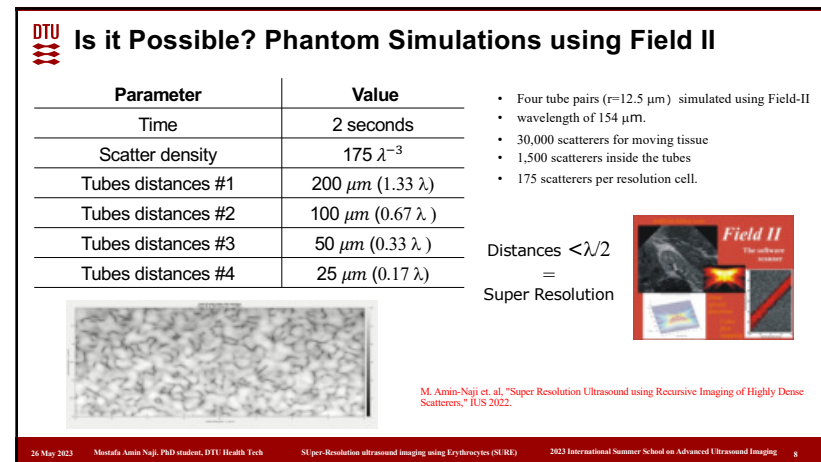 DTU
Is it Possible? Phantom Simulations using Field II
Parameter Value
Time 2 seconds
Scatter density 175 λ⁻³
Tubes distances #1 200 μm (1.33 λ)
Tubes distances #2 100 μm (0.67 λ )
Tubes distances #3 50 μm (0.33 λ )
Tubes distances #4 25 μm (0.17 λ)
• Four tube pairs (r=12.5 μm) simulated using Field-II
• wavelength of 154 μm.
• 30,000 scatterers for moving tissue
• 1,500 scatterers inside the tubes
• 175 scatterers per resolution cell.
Distances <λ/2
=
Super Resolution
Field II
The software
scanner
M. Amin-Naji et. al, "Super Resolution Ultrasound using Recursive Imaging of Highly Dense
Scatterers," IUS 2022.
26 May 2023 Mostafa Amin Naji. PhD student, DTU Health Tech SUper-Resolution ultrasound imaging using Erythrocytes (SURE) 2023 International Summer School on Advanced Ultrasound Imaging 8